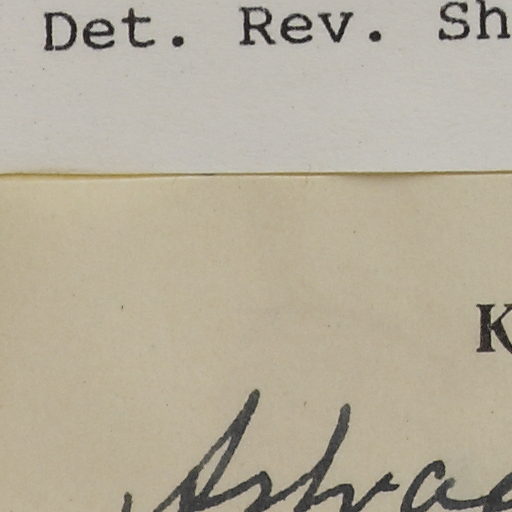 Det. Rev. Sh
K